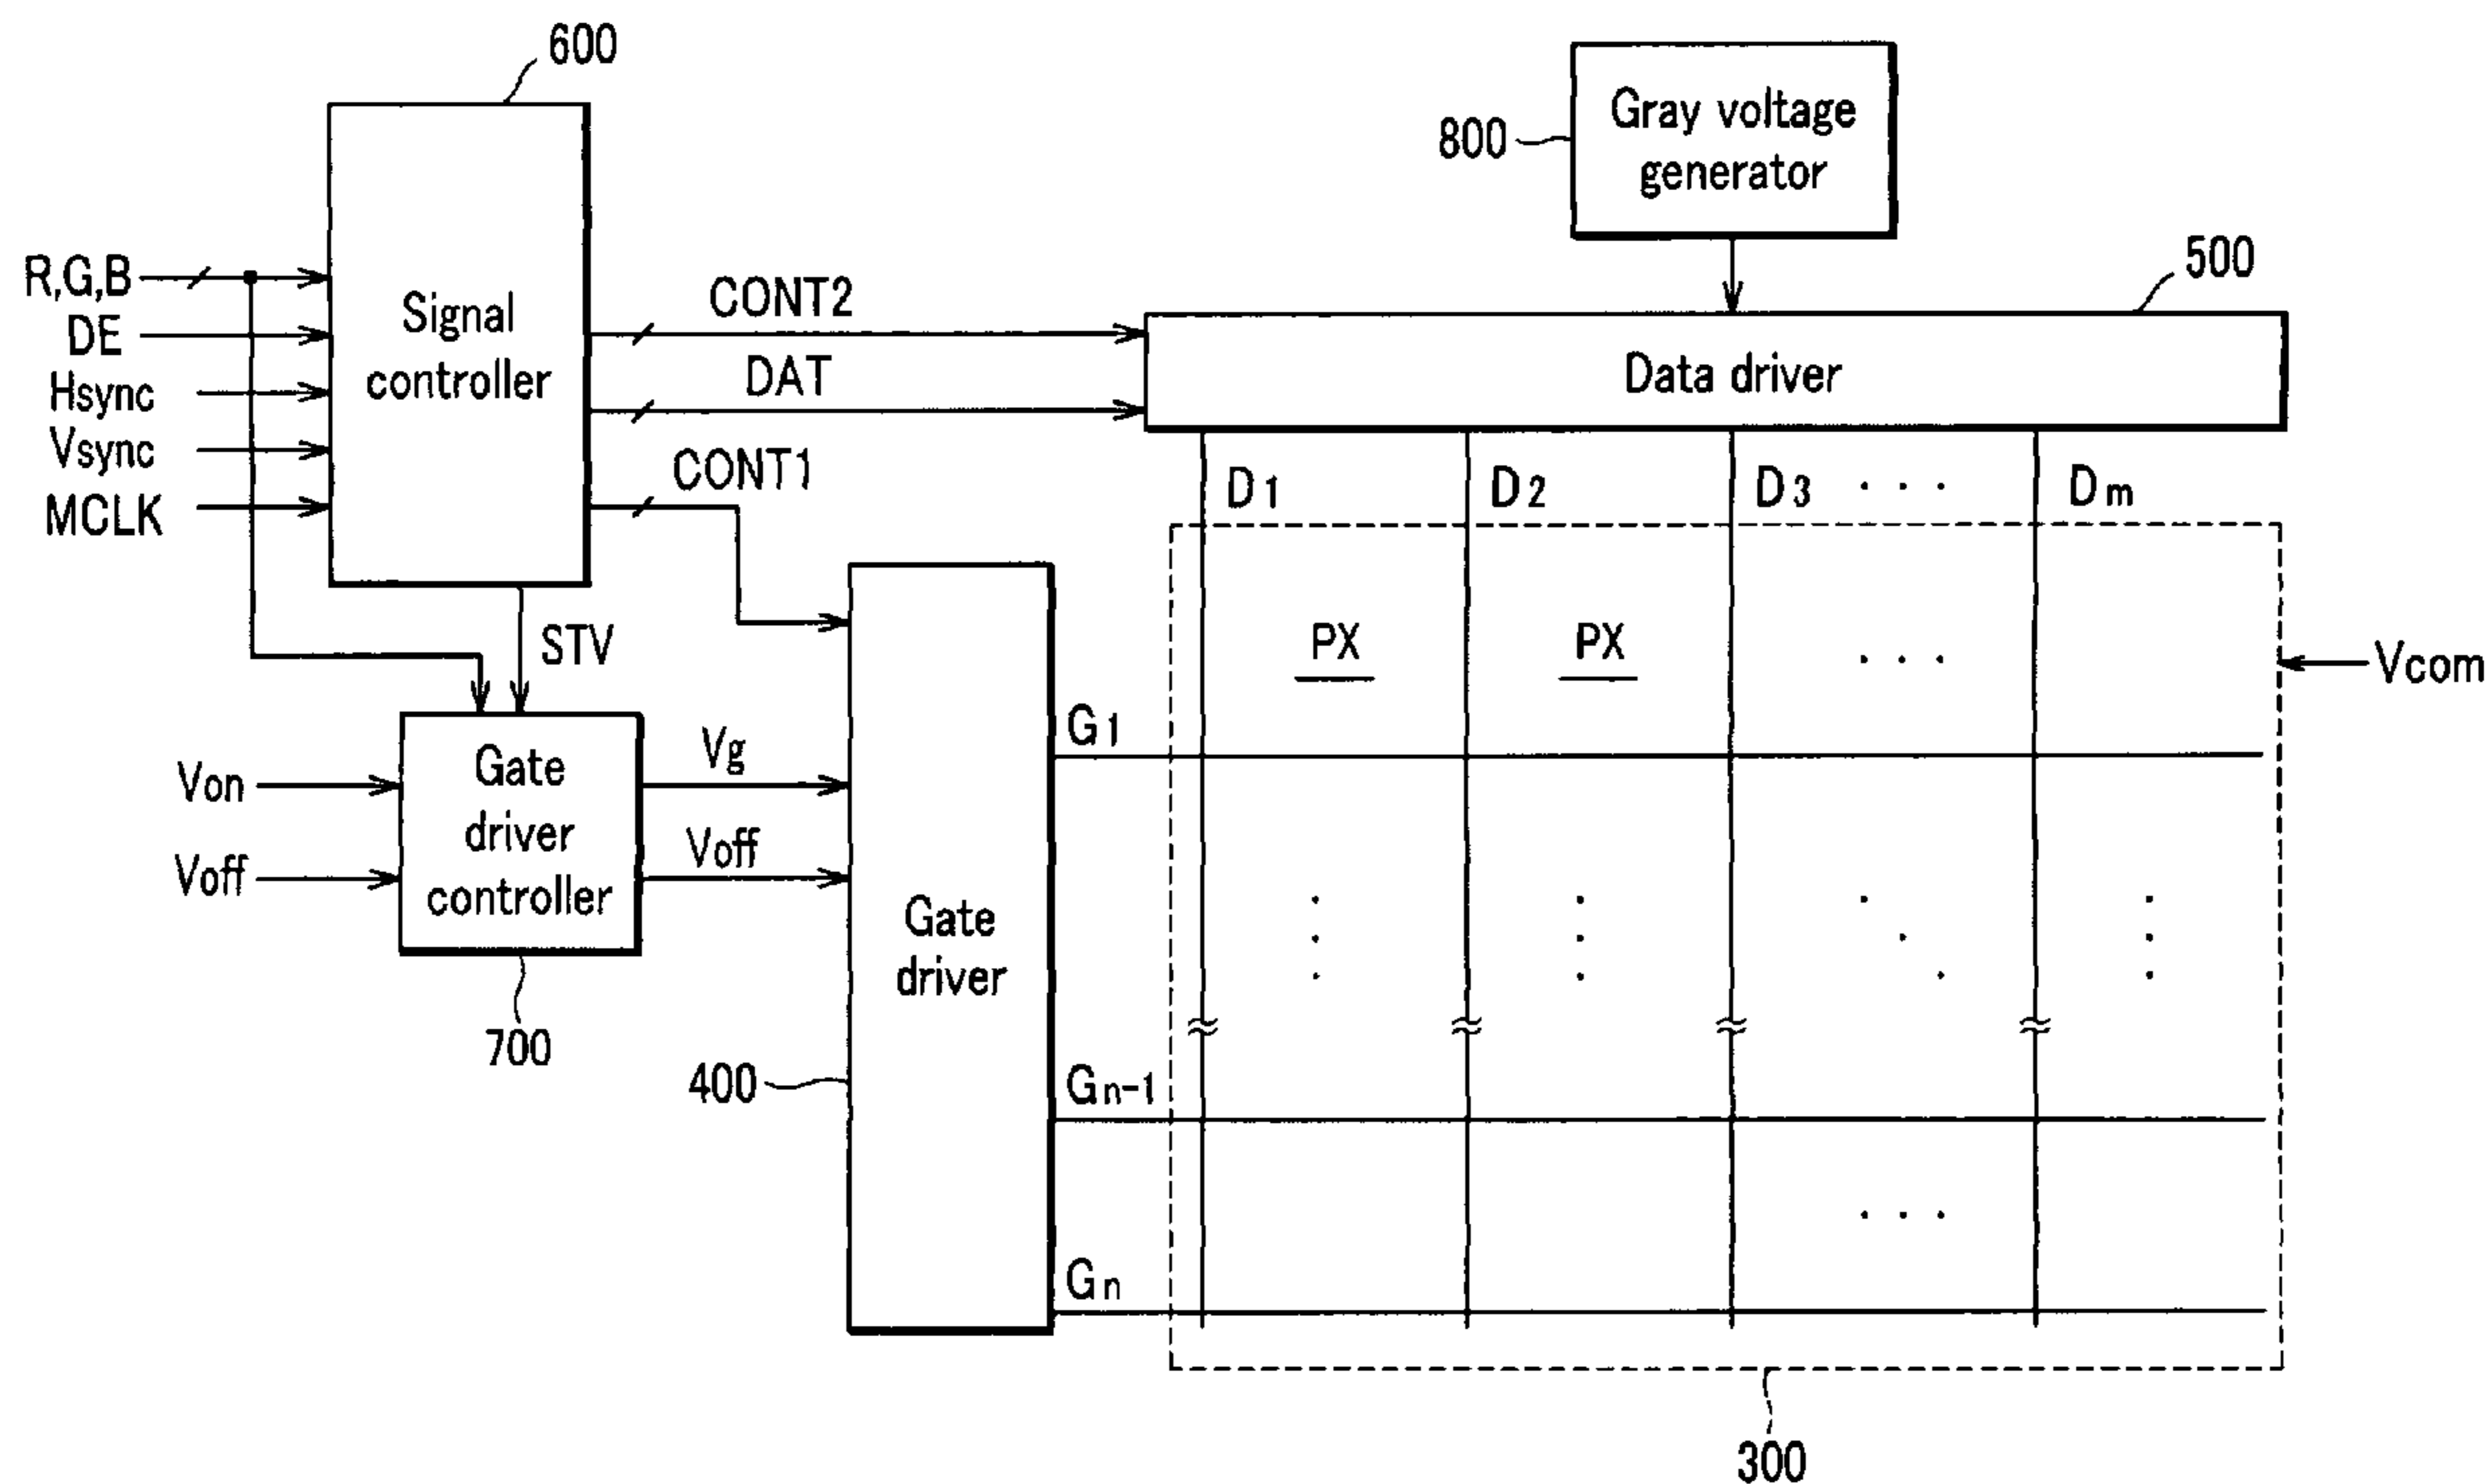 600
Gray voltage
generator
800
500
R,G,B
DE
Hsync
Vsync
MCLK
Signal
controller
CONT2
DAT
CONT1
Data driver
D1
D2
D3
. . .
Dm
STV
PX
PX
. . .
Vcom
Von
Voff
Gate
driver
controller
Vg
Voff
700
Gate
driver
400
G1
Gn-1
Gn
. . .
300